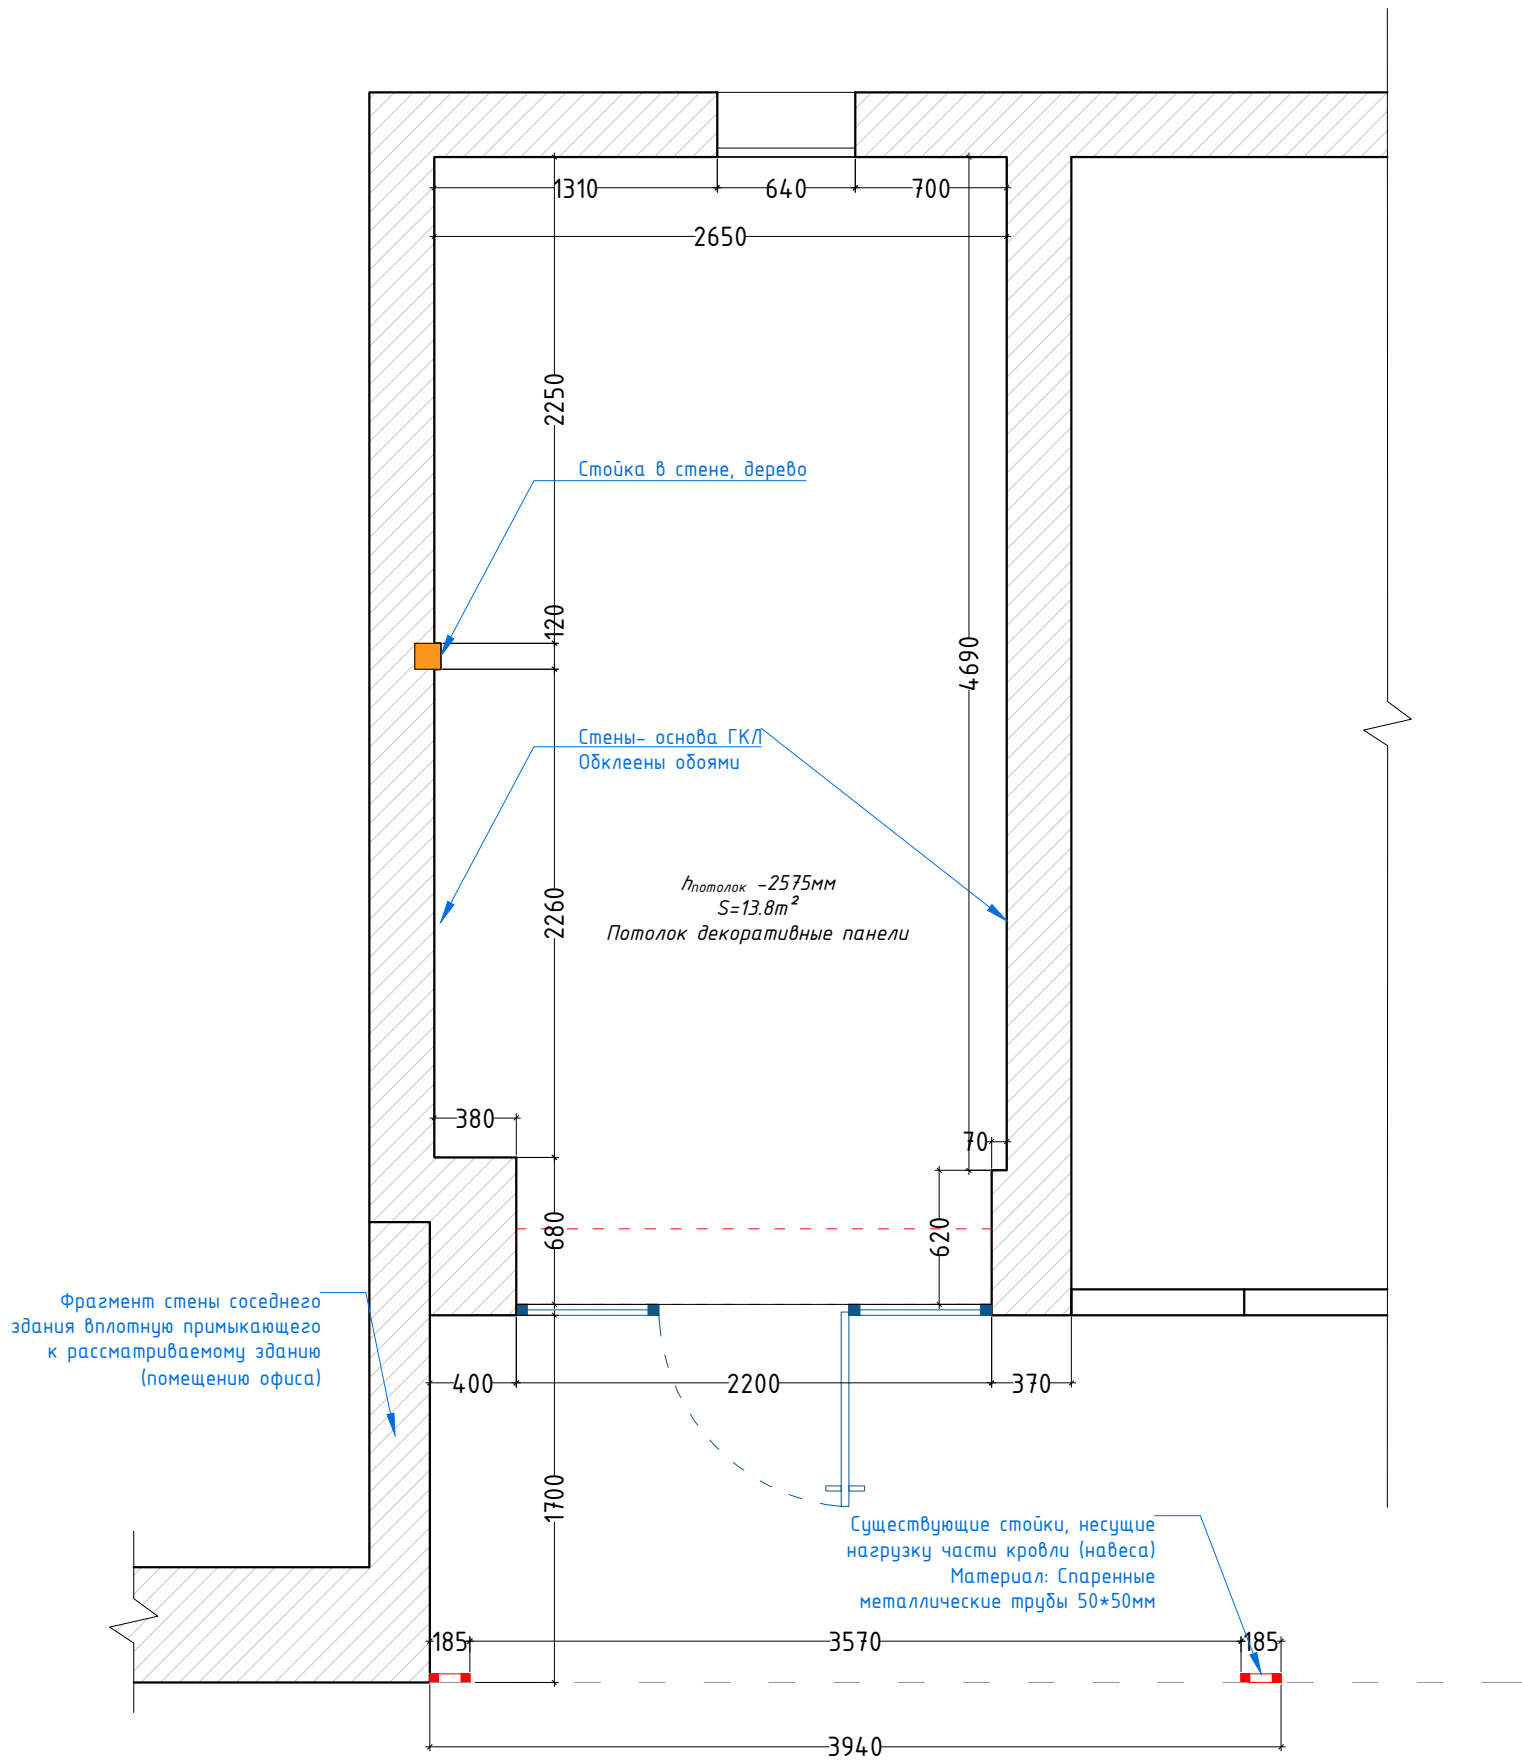 1310
640
700
2650
2250
Стойка в стене, дерево
120
4690
Стены- основа ГКЛ
Обклеены обоями
hпотолок -2575мм
S=13.8m²
Потолок декоративные панели
2260
380
70
680
620
Фрагмент стены соседнего
здания вплотную примыкающего
к рассматриваемому зданию
(помещению офиса)
400
2200
370
1700
Существующие стойки, несущие
нагрузку части кровли (навеса)
Материал: Спаренные
металлические трубы 50*50мм
185
3570
185
3940